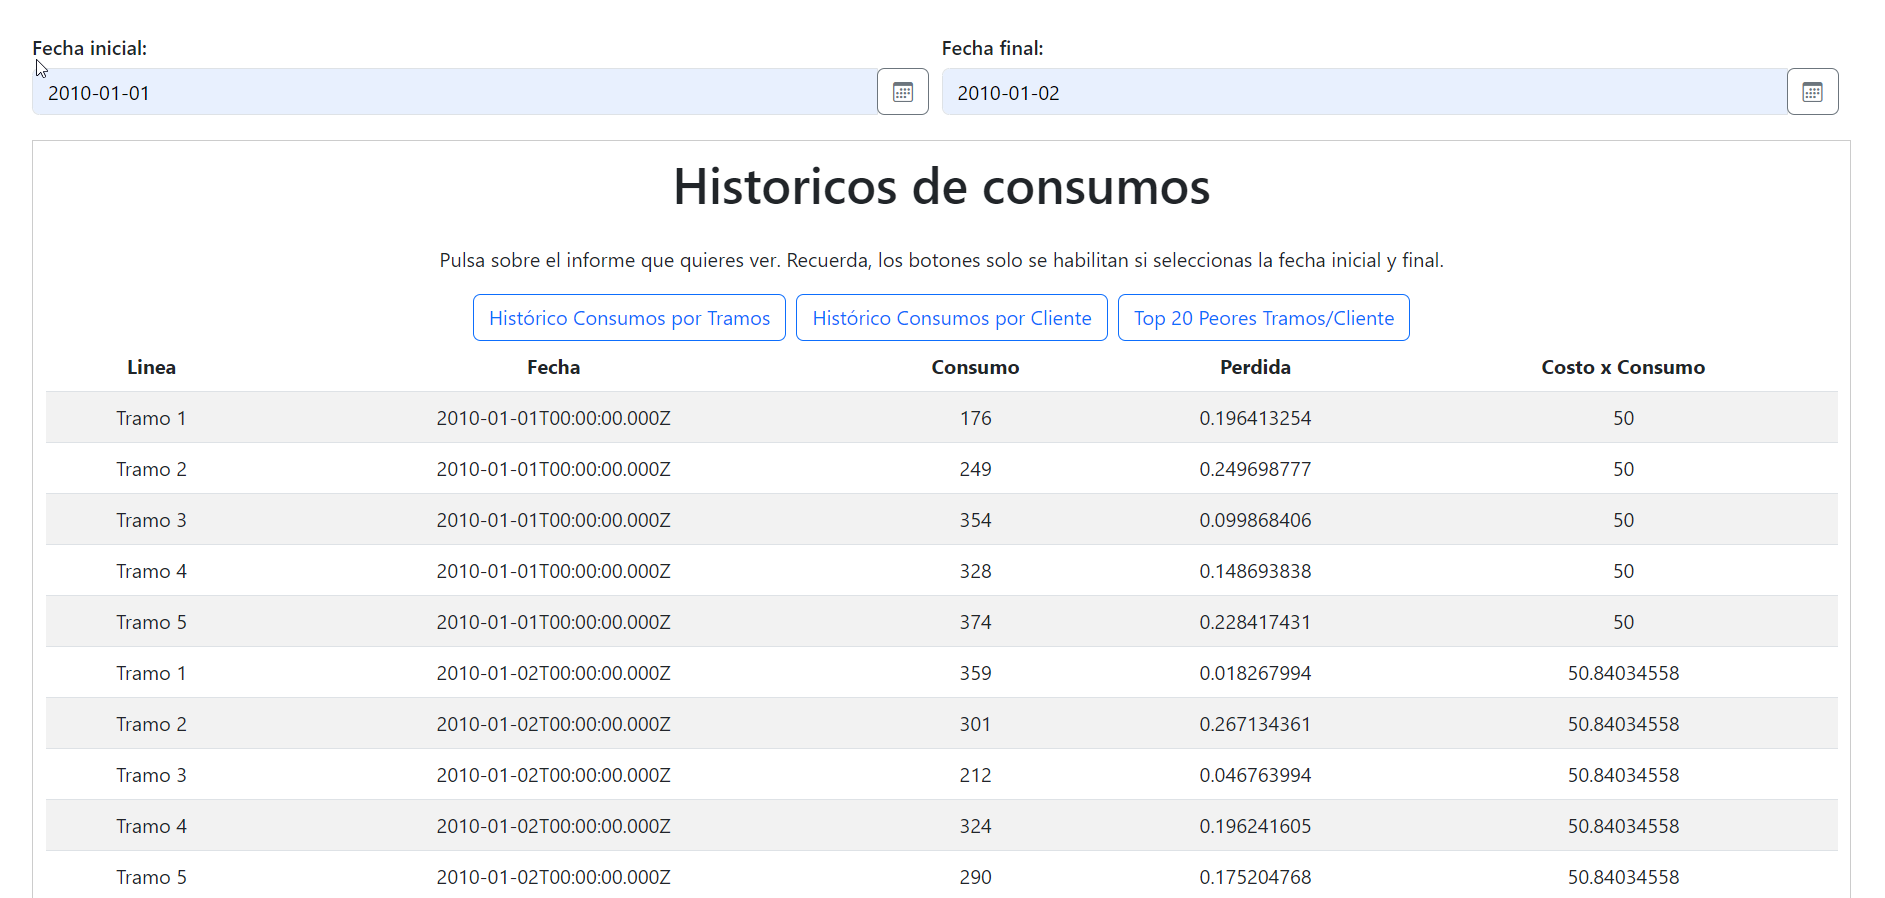 Fecha inicial: Fecha final:
2010-01-01 2010-01-02
Historicos de consumos
Pulsa sobre el informe que quieres ver. Recuerda, los botones solo se habilitan si seleccionas la fecha inicial y final.
Histórico Consumos por Tramos Histórico Consumos por Cliente Top 20 Peores Tramos/Cliente
Linea Fecha Consumo Perdida Costo x Consumo
Tramo 1 2010-01-01T00:00:00.000Z 176 0.196413254 50
Tramo 2 2010-01-01T00:00:00.000Z 249 0.249698777 50
Tramo 3 2010-01-01T00:00:00.000Z 354 0.099868406 50
Tramo 4 2010-01-01T00:00:00.000Z 328 0.148693838 50
Tramo 5 2010-01-01T00:00:00.000Z 374 0.228417431 50
Tramo 1 2010-01-02T00:00:00.000Z 359 0.018267994 50.84034558
Tramo 2 2010-01-02T00:00:00.000Z 301 0.267134361 50.84034558
Tramo 3 2010-01-02T00:00:00.000Z 212 0.046763994 50.84034558
Tramo 4 2010-01-02T00:00:00.000Z 324 0.196241605 50.84034558
Tramo 5 2010-01-02T00:00:00.000Z 290 0.175204768 50.84034558